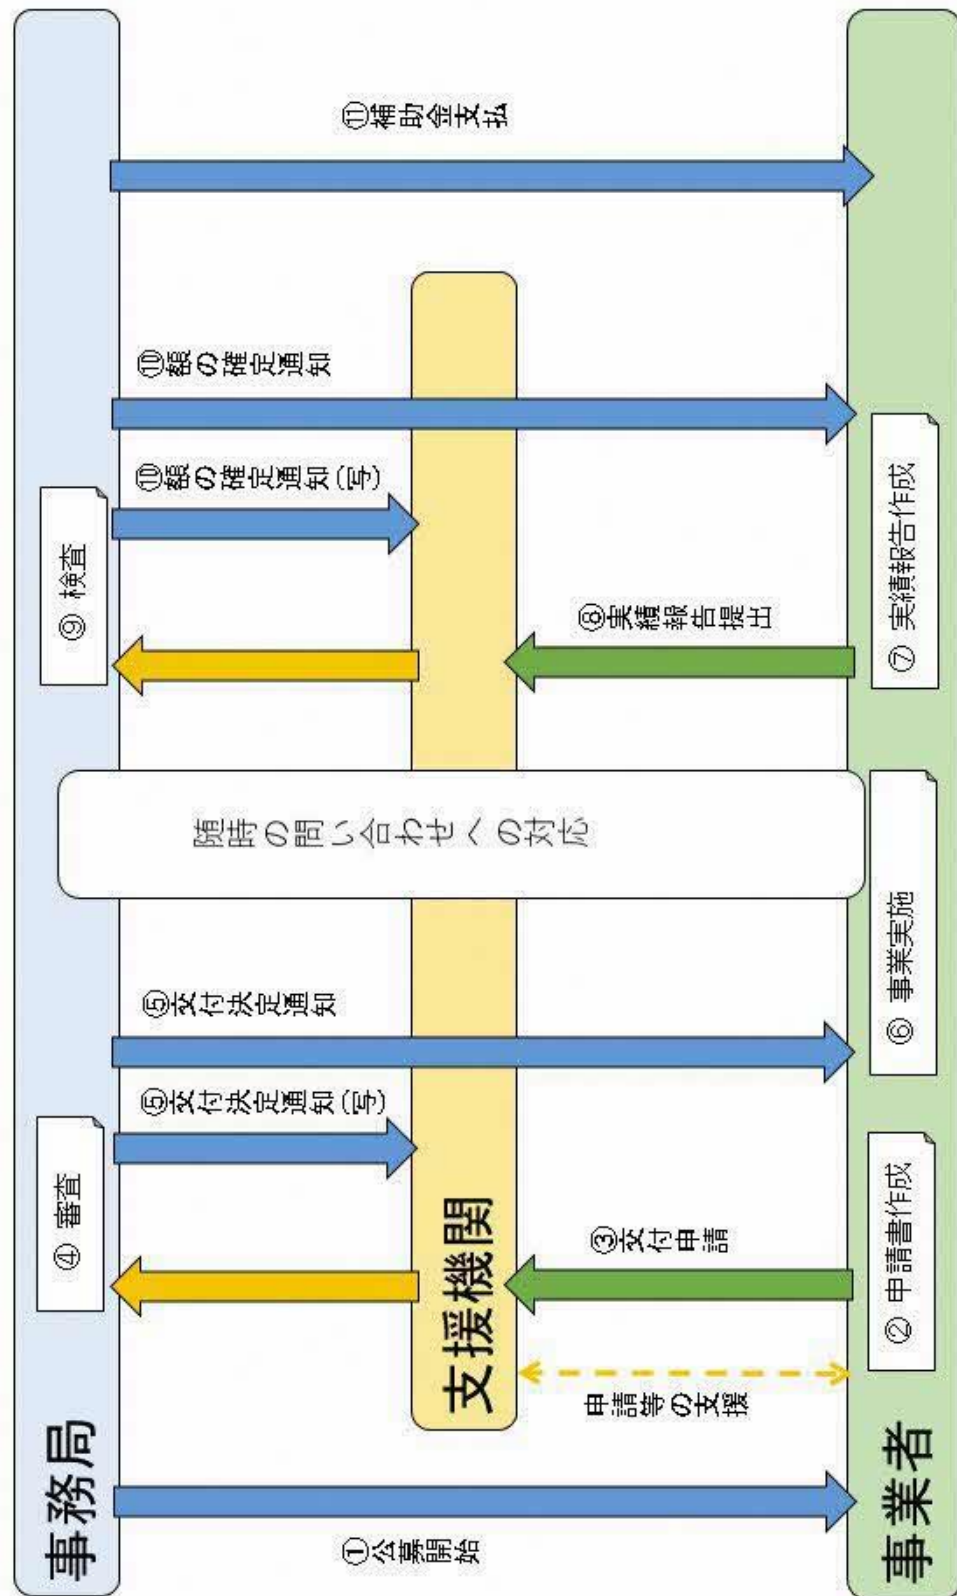 事務局
支援機関
事業者
①公募開始
申請等の支援
② 申請書作成
③交付申請
④ 審査
⑤交付決定通知(写)
⑤交付決定通知
⑥ 事業実施
随時の問い合わせへの対応
⑦ 実績報告作成
⑧実績報告提出
⑨ 検査
⑩額の確定通知(写)
⑩額の確定通知
⑪補助金支払